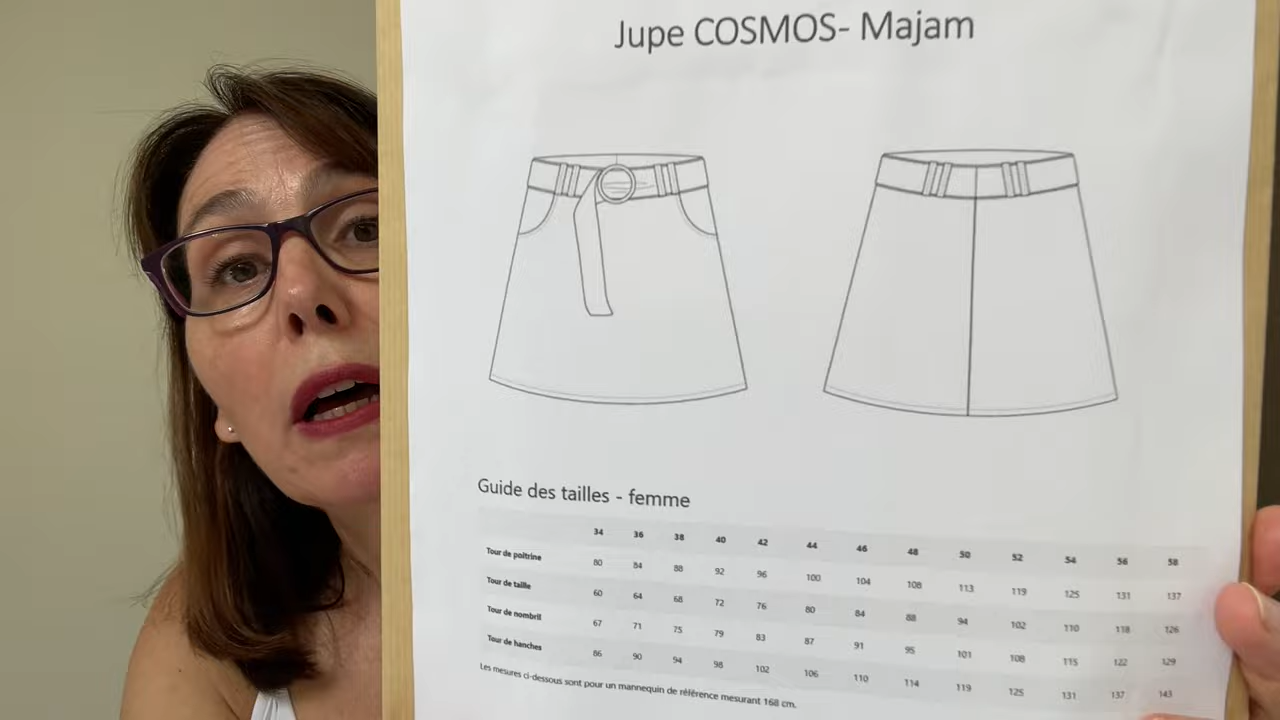 Jupe COSMOS- Majam
Guide des tailles - femme
34 36 38 40 42 44 46 48 50 52 54 56 58
Tour de poitrine 80 84 88 92 96 100 104 108 113 119 125 131 137
Tour de taille 60 64 68 72 76 80 84 88 94 102 110 118 126
Tour de nombril 67 71 75 79 83 87 91 95 101 108 115 122 129
Tour de hanches 86 90 94 98 102 106 110 114 119 125 131 137 143
Les mesures ci-dessous sont pour un mannequin de référence mesurant 168 cm.